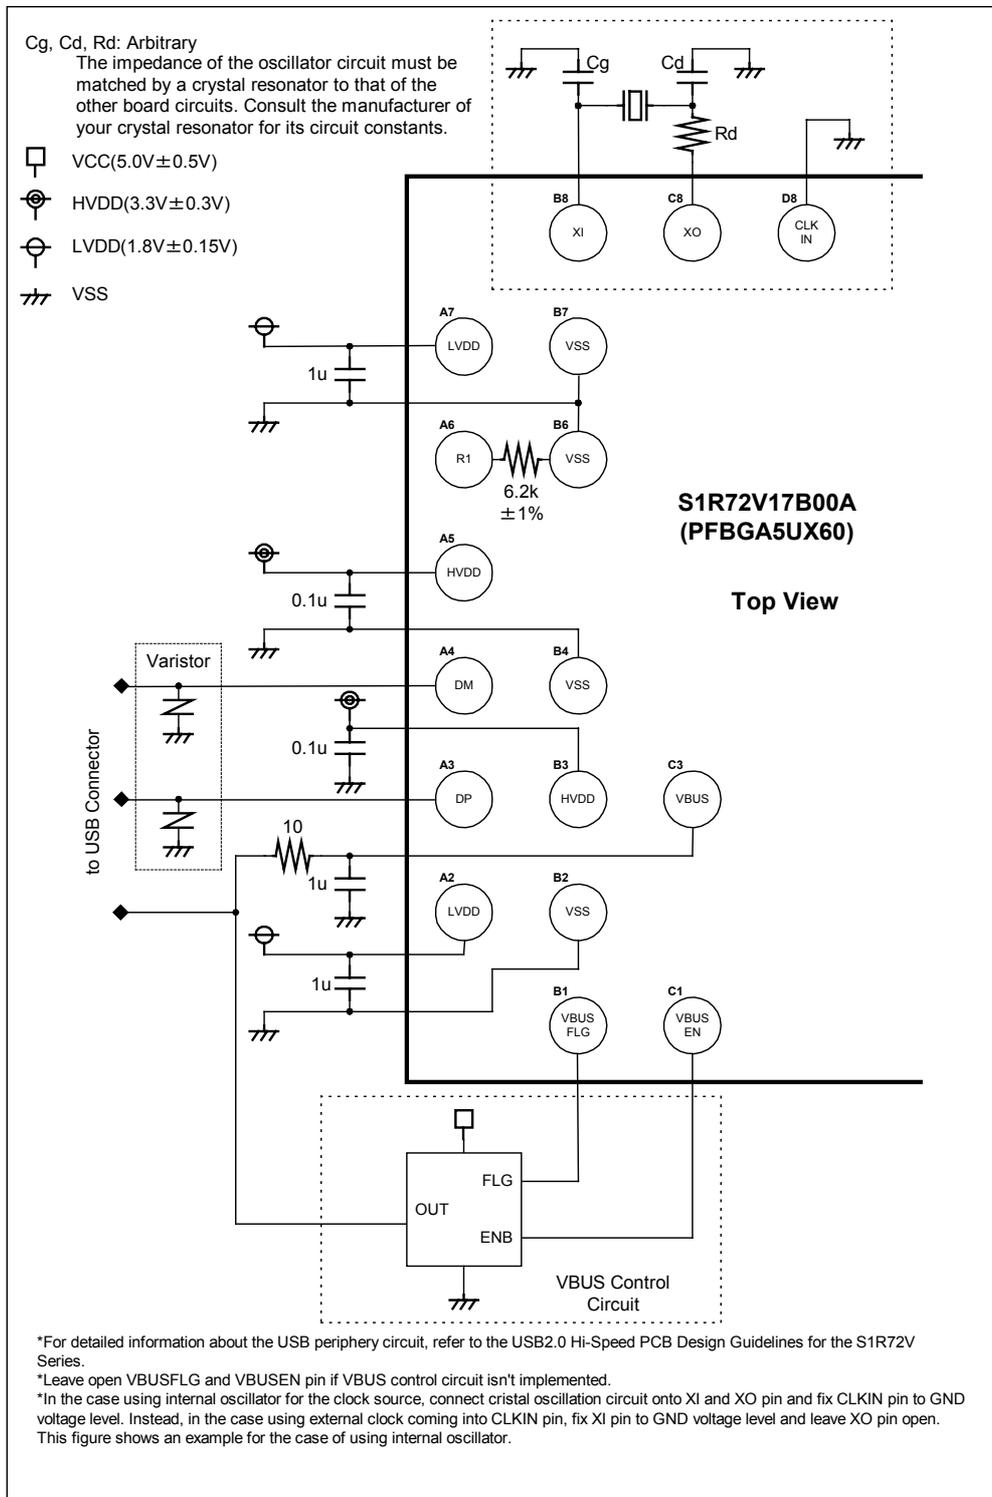 Cg, Cd, Rd: Arbitrary
The impedance of the oscillator circuit must be
matched by a crystal resonator to that of the
other board circuits. Consult the manufacturer of
your crystal resonator for its circuit constants.
Cg
Cd
Rd
VCC(5.0V±0.5V)
HVDD(3.3V±0.3V)
LVDD(1.8V±0.15V)
VSS
B8
C8
D8
XI
XO
CLK
IN
A7
B7
LVDD
VSS
1u
A6
B6
R1
VSS
6.2k
±1%
S1R72V17B00A
(PFBGA5UX60)
Top View
A5
HVDD
0.1u
A4
B4
Varistor
DM
VSS
0.1u
A3
B3
C3
DP
HVDD
VBUS
to USB Connector
10
1u
A2
B2
LVDD
VSS
1u
B1
C1
VBUS
FLG
VBUS
EN
FLG
OUT
ENB
VBUS Control
Circuit
*For detailed information about the USB periphery circuit, refer to the USB2.0 Hi-Speed PCB Design Guidelines for the S1R72V
Series.
*Leave open VBUSFLG and VBUSEN pin if VBUS control circuit isn't implemented.
*In the case using internal oscillator for the clock source, connect cristal oscillation circuit onto XI and XO pin and fix CLKIN pin to GND
voltage level. Instead, in the case using external clock coming into CLKIN pin, fix XI pin to GND voltage level and leave XO pin open.
This figure shows an example for the case of using internal oscillator.